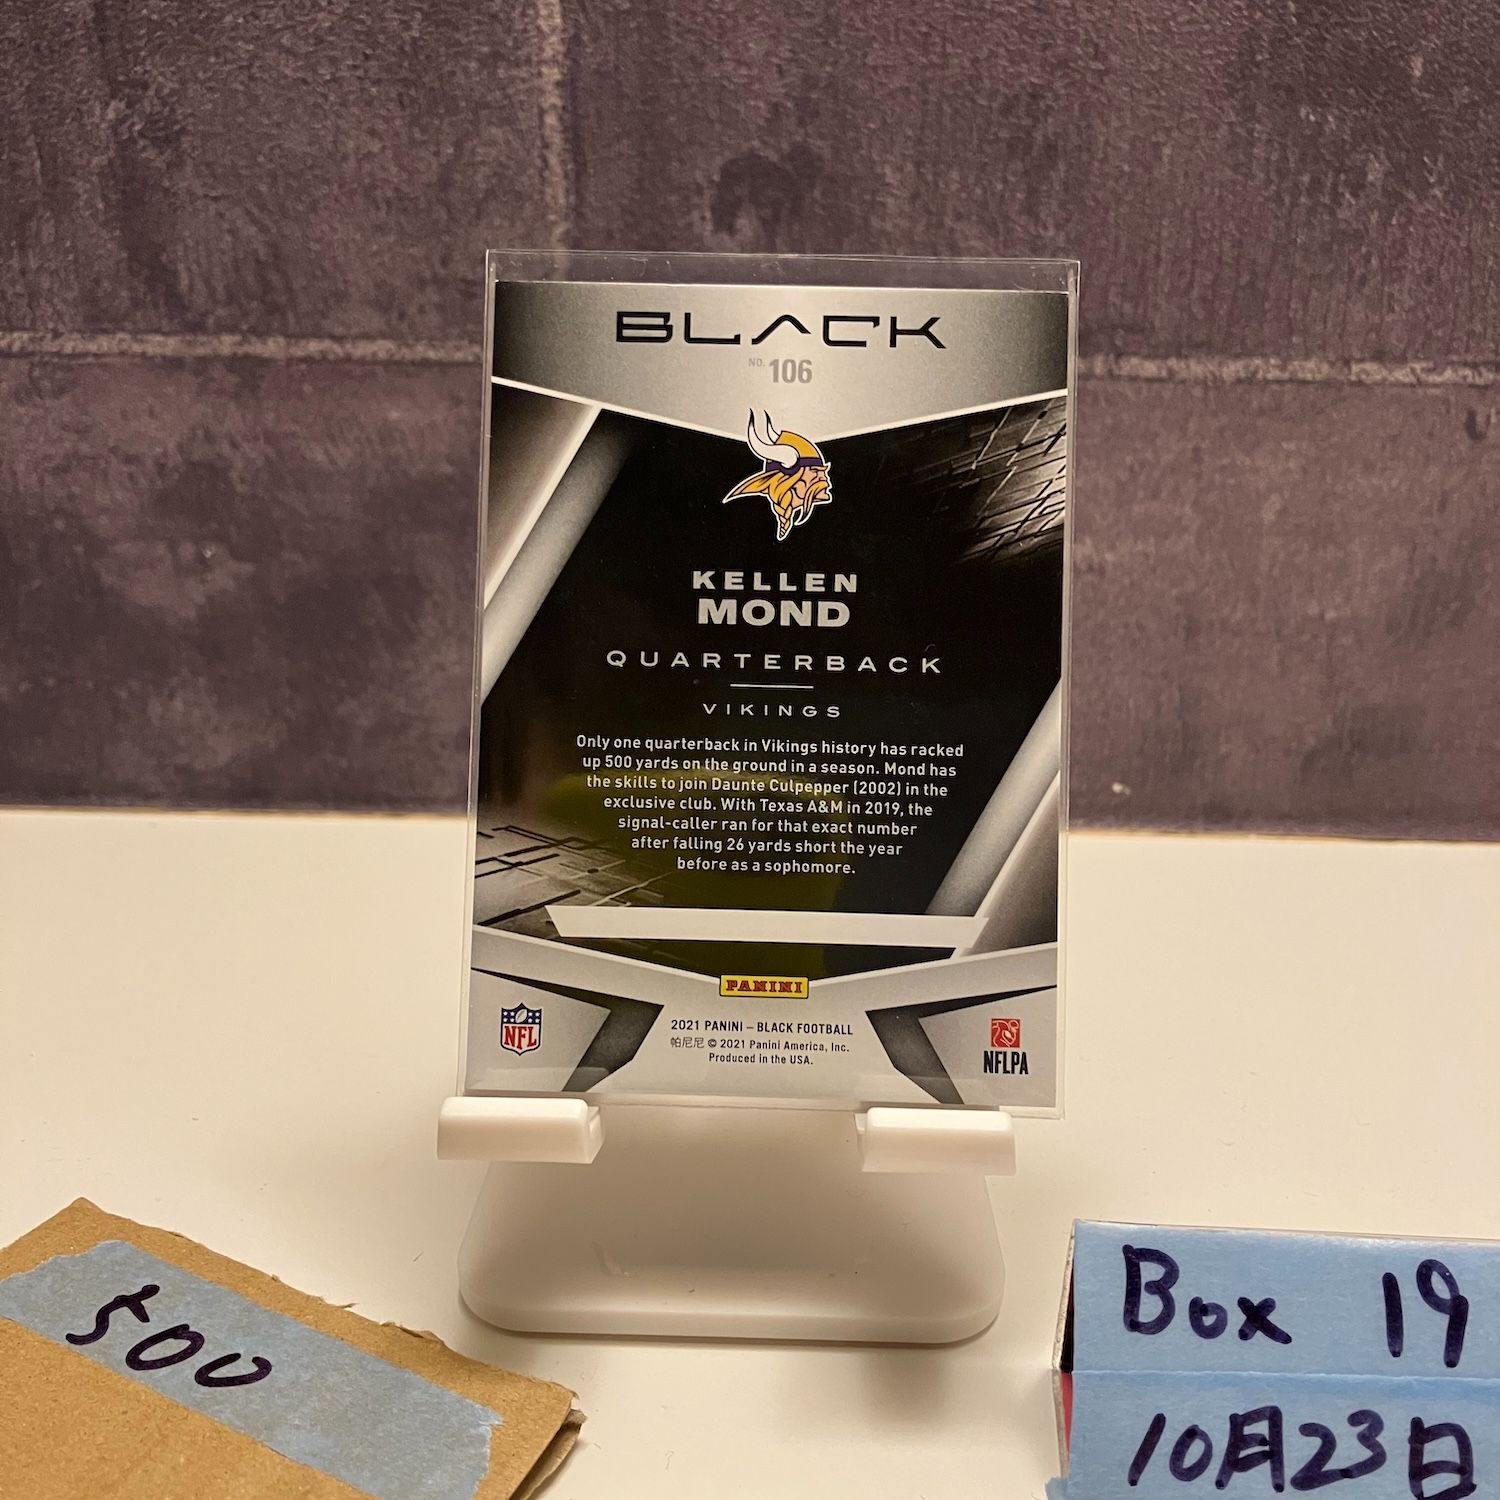 BLACK
NO. 106
KELLEN
MOND
QUARTERBACK
VIKINGS
Only one quarterback in Vikings history has racked
up 500 yards on the ground in a season. Mond has
the skills to join Daunte Culpepper (2002) in the
exclusive club. With Texas A&M in 2019, the
signal-caller ran for that exact number
after falling 26 yards short the year
before as a sophomore.
PANINI
NFL
2021 PANINI – BLACK FOOTBALL
帕尼尼 © 2021 Panini America, Inc.
Produced in the USA.
NFLPA
500
Box 19
10月23日